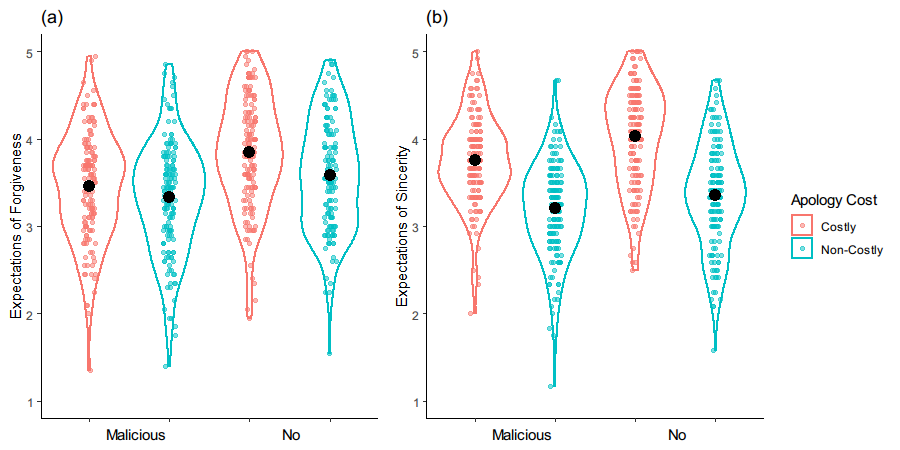 (a)
Expectations of Forgiveness
5
4
3
2
1
Malicious No
(b)
Expectations of Sincerity
5
4
3
2
1
Malicious No
Apology Cost
Costly
Non-Costly